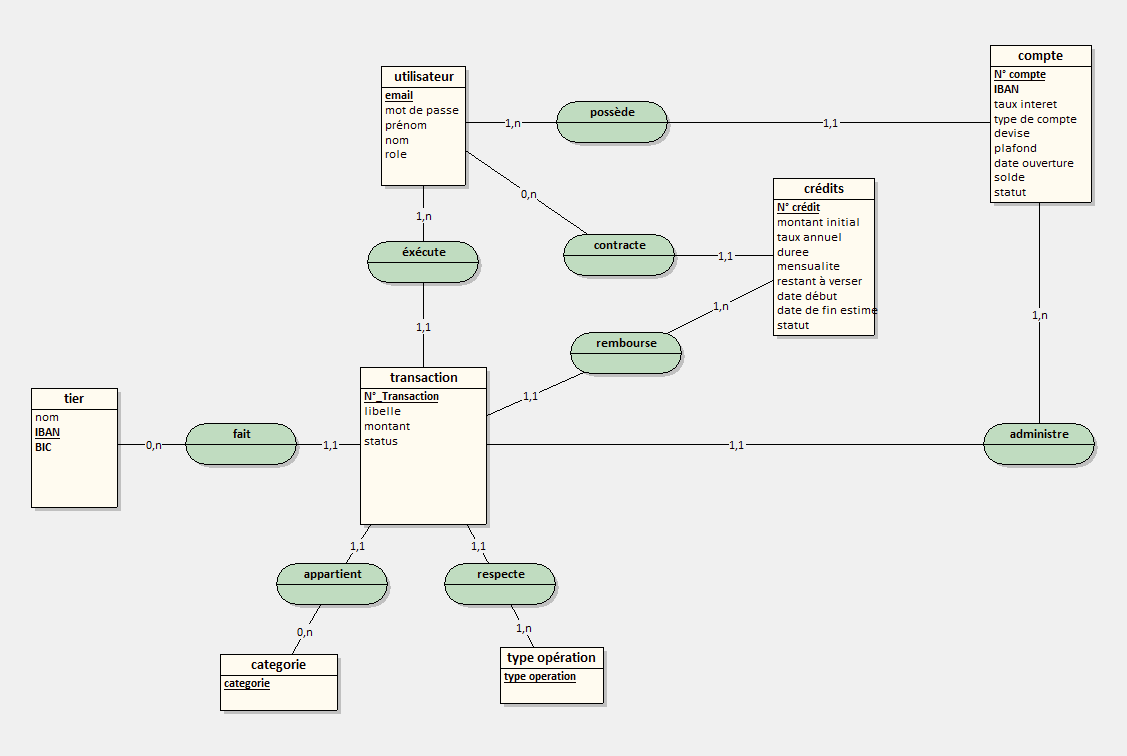 compte
N° compte
IBAN
taux interet
type de compte
devise
plafond
date ouverture
solde
statut
utilisateur
email
mot de passe
prénom
nom
role
1,n
possède
1,1
0,n
contracte
1,1
crédits
N° crédit
montant initial
taux annuel
duree
mensualite
restant à verser
date début
date de fin estime
statut
1,n
éxécute
1,1
1,n
rembourse
1,1
1,n
transaction
N°_Transaction
libelle
montant
status
tier
nom
IBAN
BIC
0,n
fait
1,1
1,1
administre
1,1
appartient
0,n
categorie
categorie
1,1
respecte
1,n
type opération
type operation